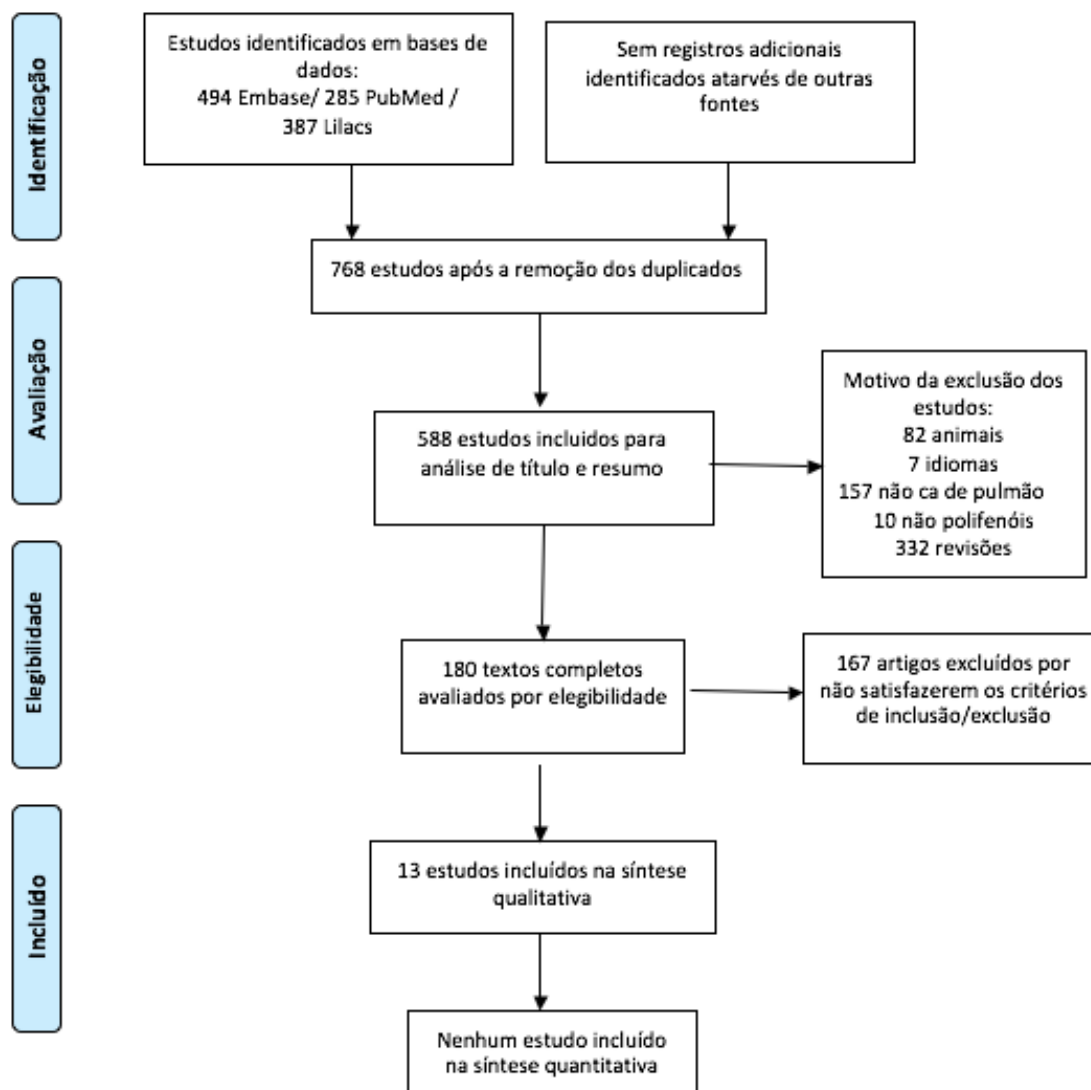 Identificação
Estudos identificados em bases de
dados:
494 Embase/ 285 PubMed /
387 Lilacs
Sem registros adicionais
identificados atarvés de outras
fontes
768 estudos após a remoção dos duplicados
Avaliação
588 estudos incluidos para
análise de título e resumo
Motivo da exclusão dos
estudos:
82 animais
7 idiomas
157 não ca de pulmão
10 não polifenóis
332 revisões
Elegibilidade
180 textos completos
avaliados por elegibilidade
167 artigos excluídos por
não satisfazerem os critérios
de inclusão/exclusão
Incluído
13 estudos incluídos na síntese
qualitativa
Nenhum estudo incluído
na síntese quantitativa